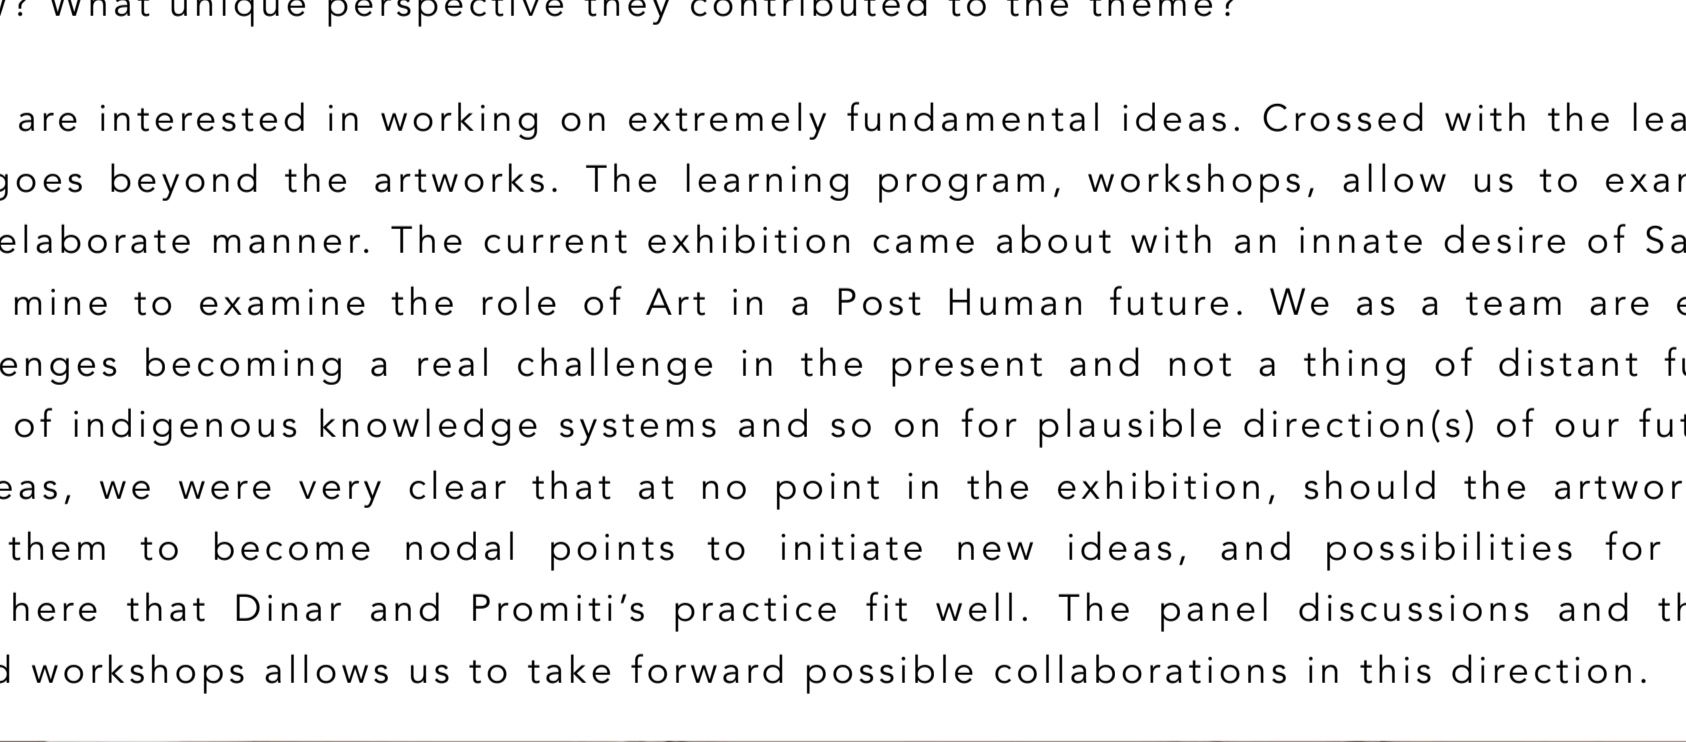 ? What unique perspective they contributed to the theme?
are interested in working on extremely fundamental ideas. Crossed with the lea
goes beyond the artworks. The learning program, workshops, allow us to exam
elaborate manner. The current exhibition came about with an innate desire of Sa
mine to examine the role of Art in a Post Human future. We as a team are e
enges becoming a real challenge in the present and not a thing of distant fu
of indigenous knowledge systems and so on for plausible direction(s) of our fut
eas, we were very clear that at no point in the exhibition, should the artwor
them to become nodal points to initiate new ideas, and possibilities for
here that Dinar and Promiti’s practice fit well. The panel discussions and th
d workshops allows us to take forward possible collaborations in this direction.